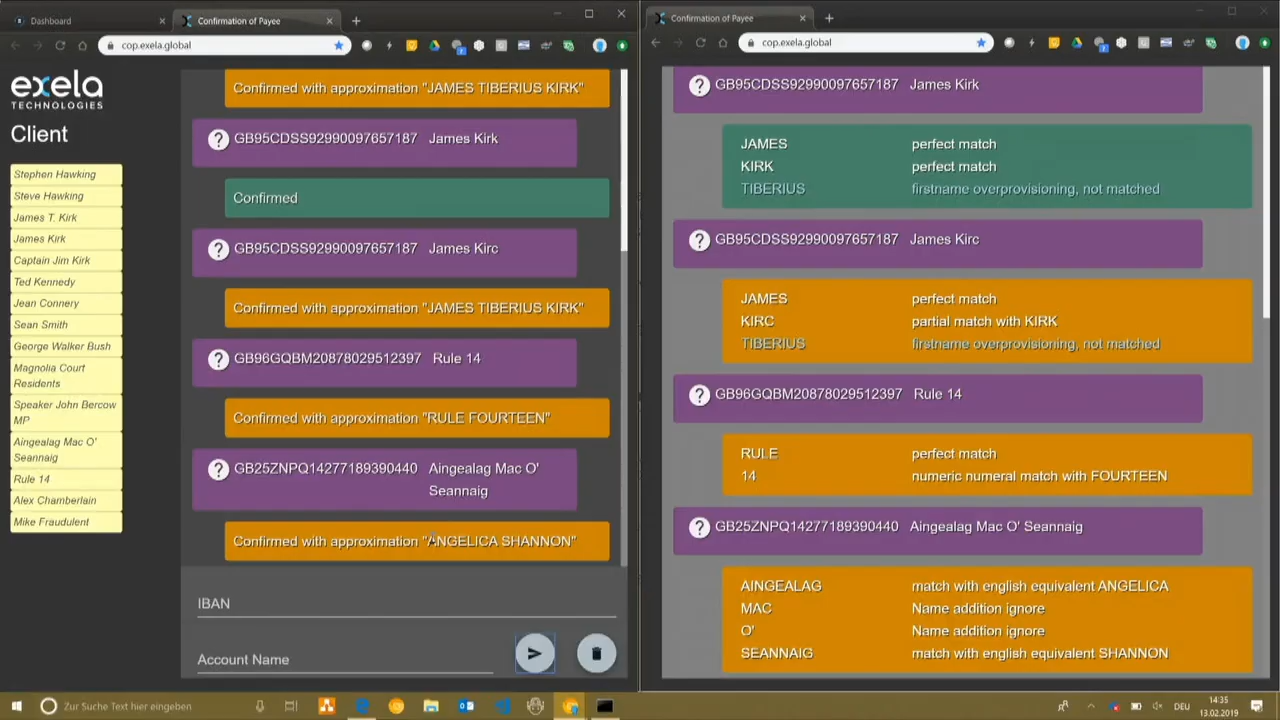 Dashboard
Confirmation of Payee
cop.exela.global
exela
TECHNOLOGIES
Client
Stephen Hawking
Steve Hawking
James T. Kirk
James Kirk
Captain Jim Kirk
Ted Kennedy
Jean Connery
Sean Smith
George Walker Bush
Magnolia Court
Residents
Speaker John Bercow
MP
Aingealag Mac O'
Seannaig
Rule 14
Alex Chamberlain
Mike Fraudulent
Confirmed with approximation "JAMES TIBERIUS KIRK"
GB95CDSS92990097657187 James Kirk
Confirmed
GB95CDSS92990097657187 James Kirc
Confirmed with approximation "JAMES TIBERIUS KIRK"
GB96GQBM20878029512397 Rule 14
Confirmed with approximation "RULE FOURTEEN"
GB25ZNPQ14277189390440 Aingealag Mac O'
Seannaig
Confirmed with approximation "ANGELICA SHANNON"
IBAN
Account Name
Confirmation of Payee
cop.exela.global
GB95CDSS92990097657187 James Kirk
JAMES perfect match
KIRK perfect match
TIBERIUS firstname overprovisioning, not matched
GB95CDSS92990097657187 James Kirc
JAMES perfect match
KIRC partial match with KIRK
TIBERIUS firstname overprovisioning, not matched
GB96GQBM20878029512397 Rule 14
RULE perfect match
14 numeric numeral match with FOURTEEN
GB25ZNPQ14277189390440 Aingealag Mac O' Seannaig
AINGEALAG match with english equivalent ANGELICA
MAC Name addition ignore
O' Name addition ignore
SEANNAIG match with english equivalent SHANNON
Zur Suche Text hier eingeben
DEU
14:35
13.02.2019